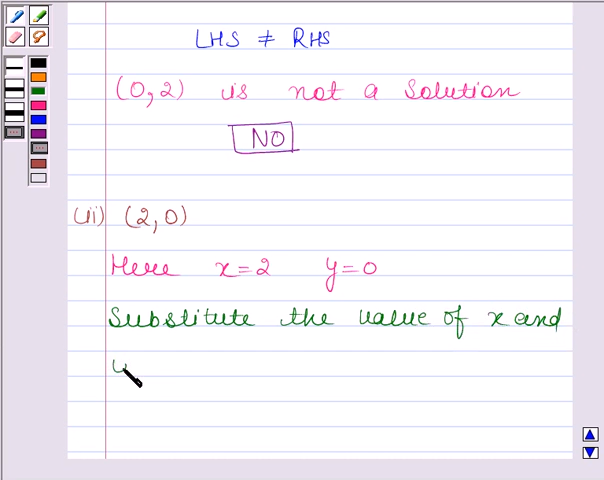 LHS ≠ RHS
(0,2) is not a solution
NO
(ii) (2,0)
Here x=2 y=0
Substitute the value of x and